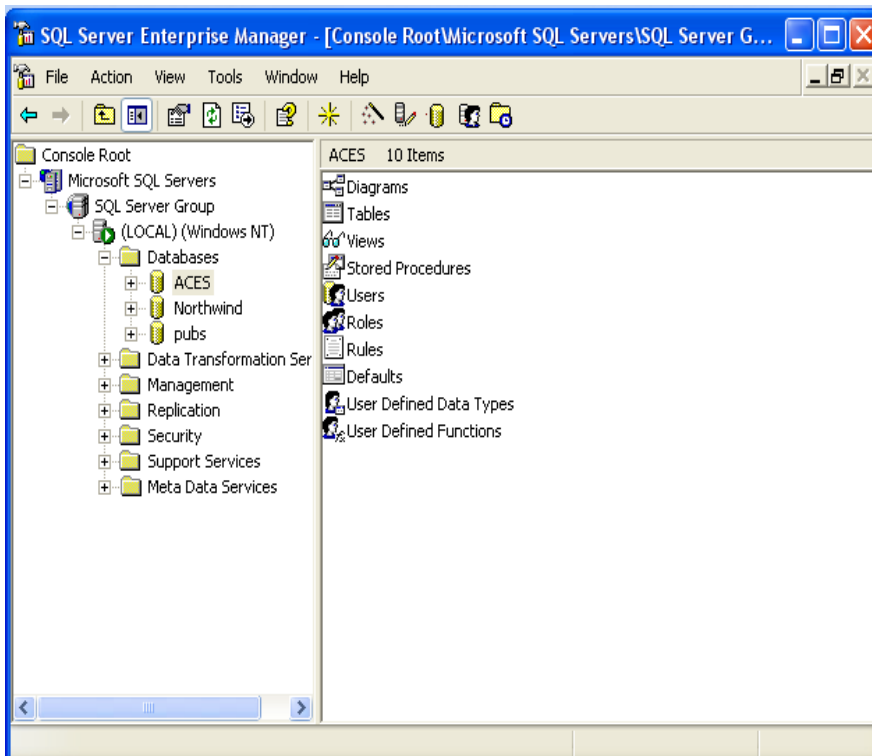 SQL Server Enterprise Manager - [Console Root\Microsoft SQL Servers\SQL Server G...
File Action View Tools Window Help
Console Root
Microsoft SQL Servers
SQL Server Group
(LOCAL) (Windows NT)
Databases
ACES
Northwind
pubs
Data Transformation Ser
Management
Replication
Security
Support Services
Meta Data Services
ACES 10 Items
Diagrams
Tables
Views
Stored Procedures
Users
Roles
Rules
Defaults
User Defined Data Types
User Defined Functions